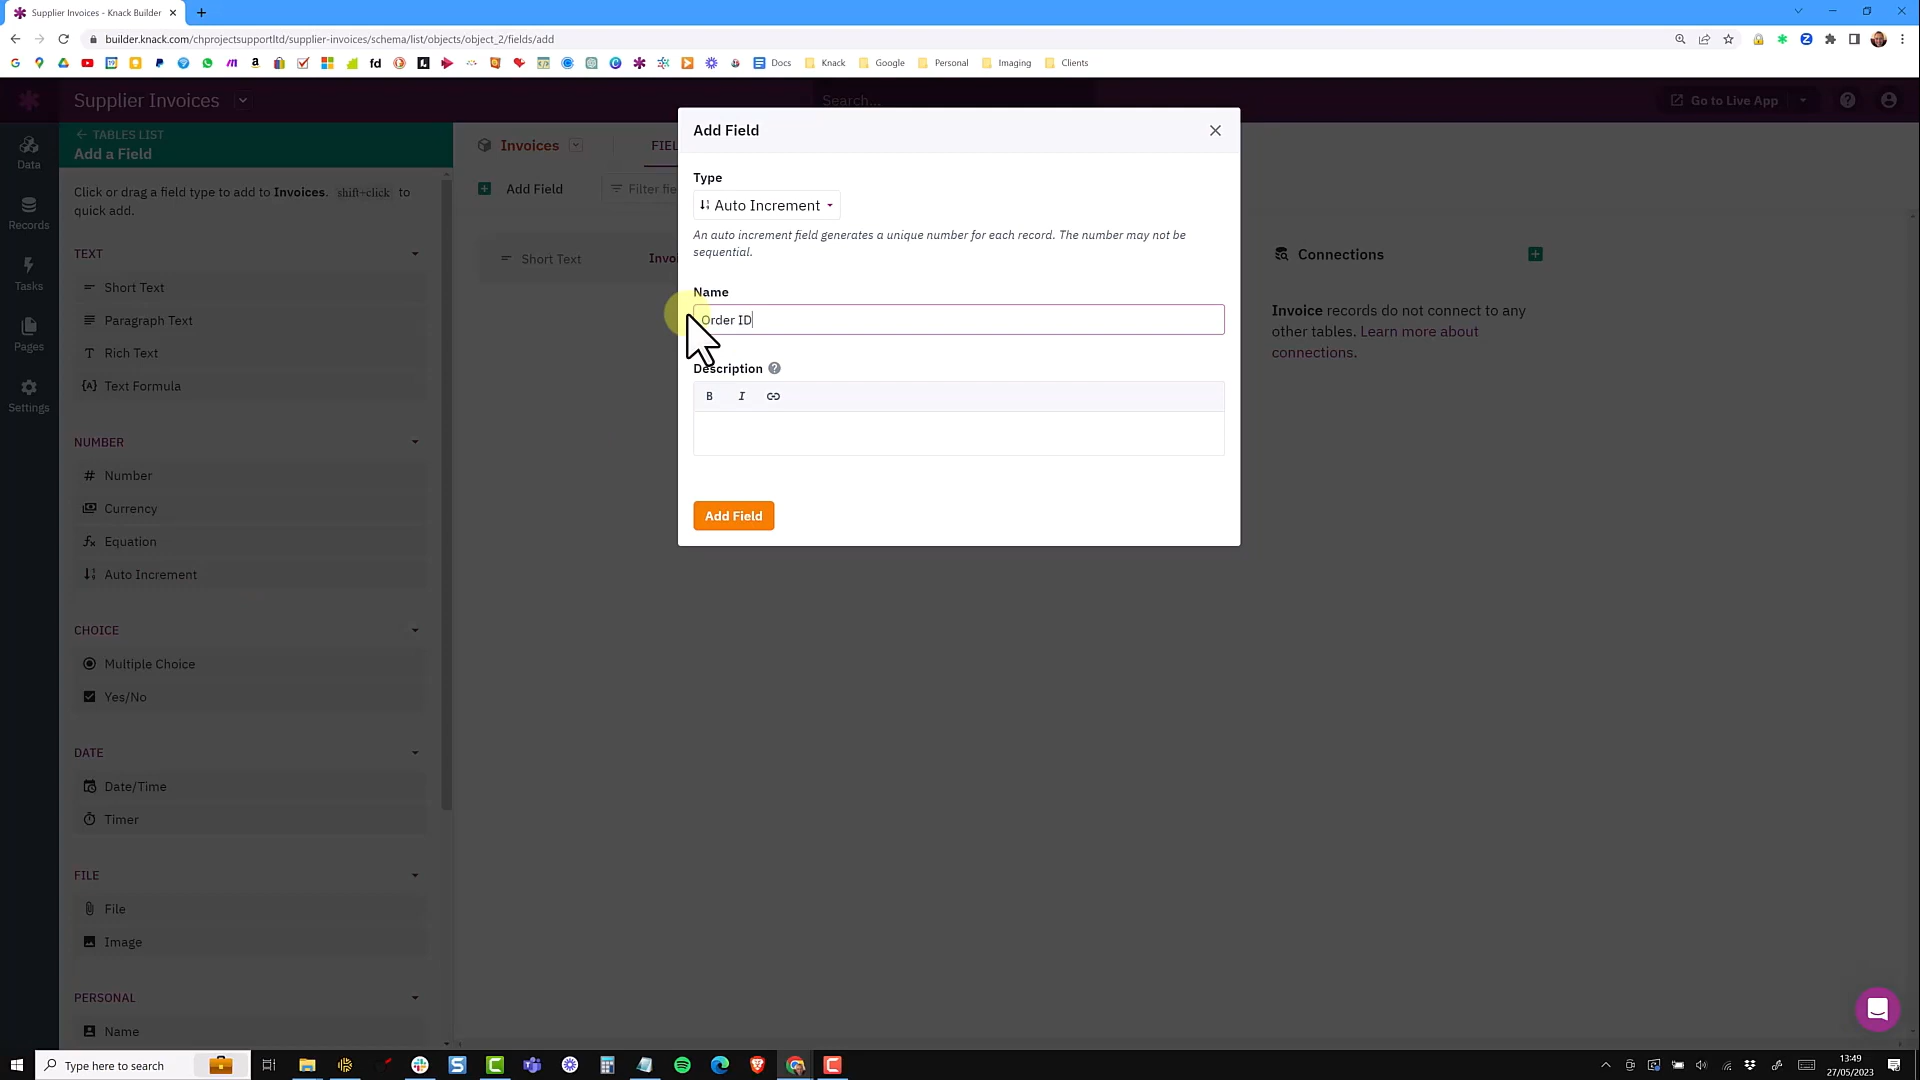 Supplier Invoices - Knack Builder
builder.knack.com/chprojectsupportltd/supplier-invoices/schema/list/objects/object_2/fields/add
Docs
Knack
Google
Personal
Imaging
Clients
Supplier Invoices
Search...
Go to Live App
TABLES LIST
Add a Field
Click or drag a field type to add to Invoices. shift+click to
quick add.
Data
Records
Tasks
Pages
Settings
TEXT
Short Text
Paragraph Text
Rich Text
Text Formula
NUMBER
Number
Currency
Equation
Auto Increment
CHOICE
Multiple Choice
Yes/No
DATE
Date/Time
Timer
FILE
File
Image
PERSONAL
Name
Invoices
FIEL
Add Field
Filter fie
Short Text
Invo
Add Field
Type
Auto Increment
An auto increment field generates a unique number for each record. The number may not be
sequential.
Name
Order ID
Description
B I
Add Field
Connections
Invoice records do not connect to any
other tables. Learn more about
connections.
Type here to search
13:49
27/05/2023